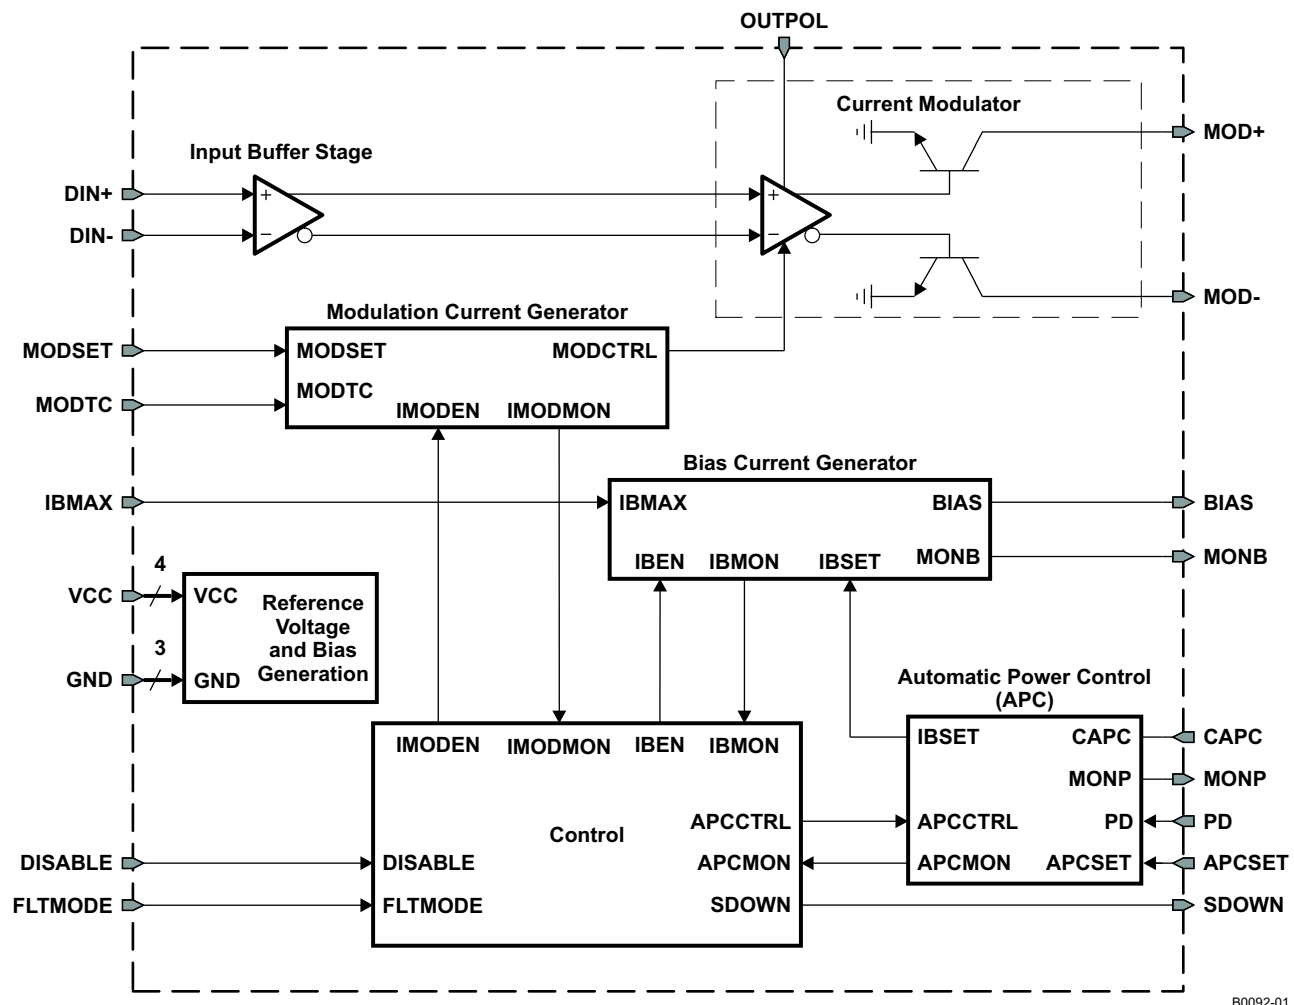 OUTPOL
Current Modulator
MOD+
Input Buffer Stage
DIN+
+
+
DIN-
−
−
MOD-
Modulation Current Generator
MODSET
MODSET
MODCTRL
MODTC
MODTC
IMODEN
IMODMON
Bias Current Generator
IBMAX
IBMAX
BIAS
BIAS
IBEN
IBMON
IBSET
MONB
MONB
4
VCC
VCC
Reference
Voltage
and Bias
Generation
3
GND
GND
Automatic Power Control
(APC)
IMODEN
IMODMON
IBEN
IBMON
IBSET
CAPC
CAPC
MONP
MONP
Control
APCCTRL
APCCTRL
PD
PD
DISABLE
DISABLE
APCMON
APCMON
APCSET
APCSET
FLTMODE
FLTMODE
SDOWN
SDOWN
B0092-01